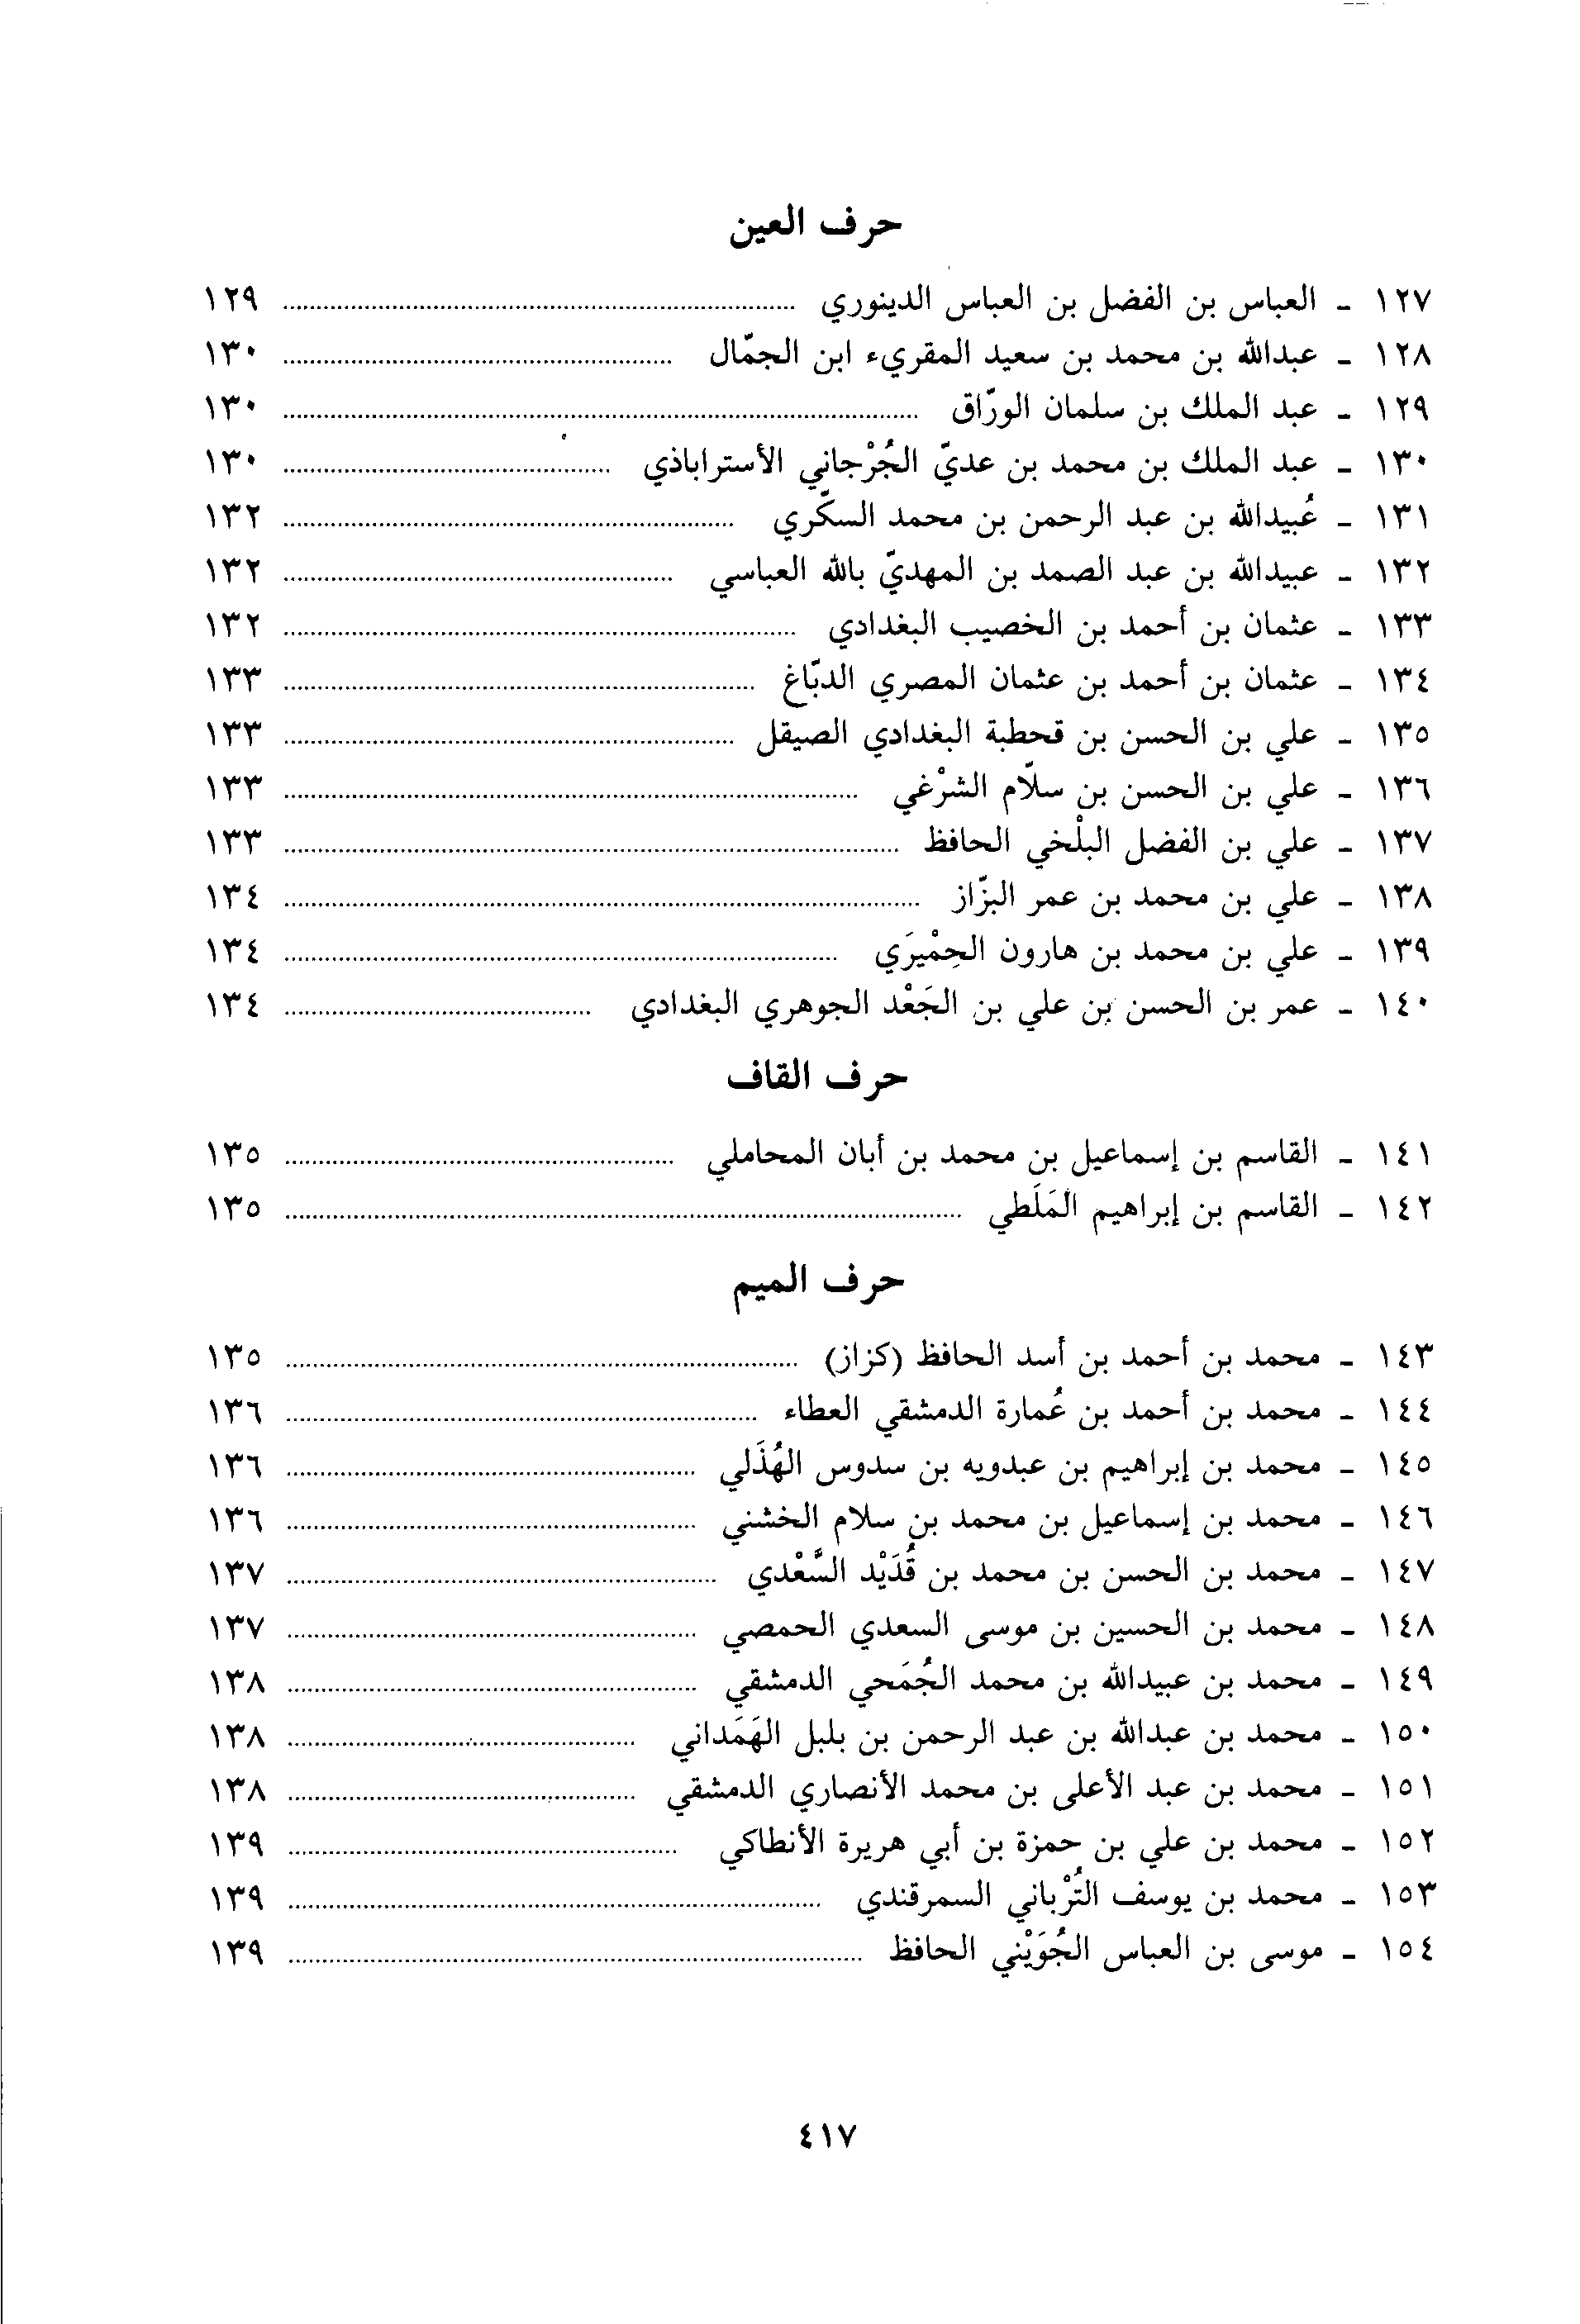 حرف العين
١٢٧ - العباس بن الفضل بن العباس الدينوري ........................ ١٢٩
١٢٨ - عبدالله بن محمد بن سعيد المقريء ابن الجمّال ........................ ١٣٠
١٢٩ - عبد الملك بن سلمان الورّاق ........................ ١٣٠
١٣٠ - عبد الملك بن محمد بن عديّ الجُرْجاني الأستراباذي ........................ ١٣٠
١٣١ - عُبيدالله بن عبد الرحمن بن محمد السكّري ........................ ١٣٢
١٣٢ - عبيدالله بن عبد الصمد بن المهديّ بالله العباسي ........................ ١٣٢
١٣٣ - عثمان بن أحمد بن الخصيب البغدادي ........................ ١٣٢
١٣٤ - عثمان بن أحمد بن عثمان المصري الدبّاغ ........................ ١٣٣
١٣٥ - علي بن الحسن بن قحطبة البغدادي الصيقل ........................ ١٣٣
١٣٦ - علي بن الحسن بن سلاّم الشرْغي ........................ ١٣٣
١٣٧ - علي بن الفضل البلْخي الحافظ ........................ ١٣٣
١٣٨ - علي بن محمد بن عمر البزّاز ........................ ١٣٤
١٣٩ - علي بن محمد بن هارون الحِمْيرَي ........................ ١٣٤
١٤٠ - عمر بن الحسن بن علي بن الجَعْد الجوهري البغدادي ........................ ١٣٤
حرف القاف
١٤١ - القاسم بن إسماعيل بن محمد بن أبان المحاملي ........................ ١٣٥
١٤٢ - القاسم بن إبراهيم المَلَطي ........................ ١٣٥
حرف الميم
١٤٣ - محمد بن أحمد بن أسد الحافظ (كزاز) ........................ ١٣٥
١٤٤ - محمد بن أحمد بن عُمارة الدمشقي العطاء ........................ ١٣٦
١٤٥ - محمد بن إبراهيم بن عبدويه بن سدوس الهُذَلي ........................ ١٣٦
١٤٦ - محمد بن إسماعيل بن محمد بن سلام الخشني ........................ ١٣٦
١٤٧ - محمد بن الحسن بن محمد بن قُدَيْد السَّعْدي ........................ ١٣٧
١٤٨ - محمد بن الحسين بن موسى السعدي الحمصي ........................ ١٣٧
١٤٩ - محمد بن عبيدالله بن محمد الجُمَحي الدمشقي ........................ ١٣٨
١٥٠ - محمد بن عبدالله بن عبد الرحمن بن بلبل الهَمَداني ........................ ١٣٨
١٥١ - محمد بن عبد الأعلى بن محمد الأنصاري الدمشقي ........................ ١٣٨
١٥٢ - محمد بن علي بن حمزة بن أبي هريرة الأنطاكي ........................ ١٣٩
١٥٣ - محمد بن يوسف التُرْباني السمرقندي ........................ ١٣٩
١٥٤ - موسى بن العباس الجُوَيْني الحافظ ........................ ١٣٩
٤١٧